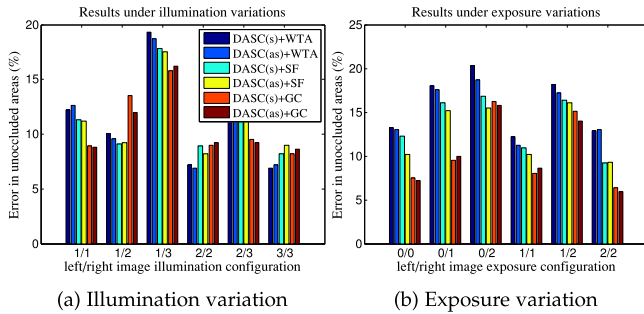 Results under illumination variations
20
15
10
5
0
Error in unoccluded areas (%)
DASC(s)+WTA
DASC(as)+WTA
DASC(s)+SF
DASC(as)+SF
DASC(s)+GC
DASC(as)+GC
1/1 1/2 1/3 2/2 2/3 3/3
left/right image illumination configuration
(a) Illumination variation
Results under exposure variations
25
20
15
10
5
0
Error in unoccluded areas (%)
0/0 0/1 0/2 1/1 1/2 2/2
left/right image exposure configuration
(b) Exposure variation